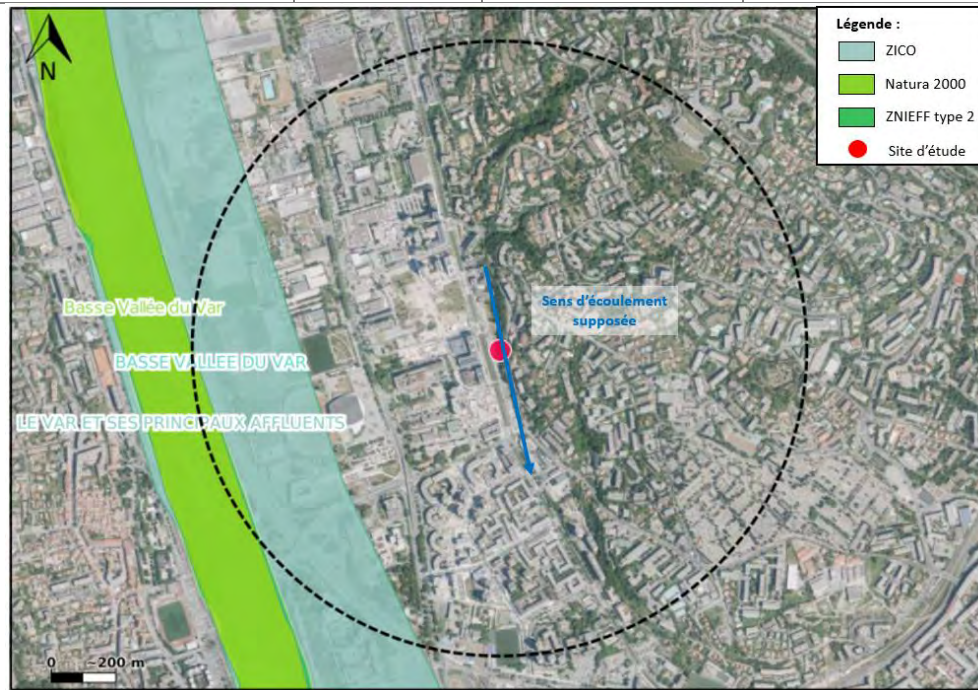 N
Légende :
ZICO
Natura 2000
ZNIEFF type 2
Site d'étude
Sens d'écoulement
supposée
Basse Vallée du Var
BASSE VALLEE DU VAR
LE VAR ET SES PRINCIPAUX AFFLUENTS
0 ~200 m